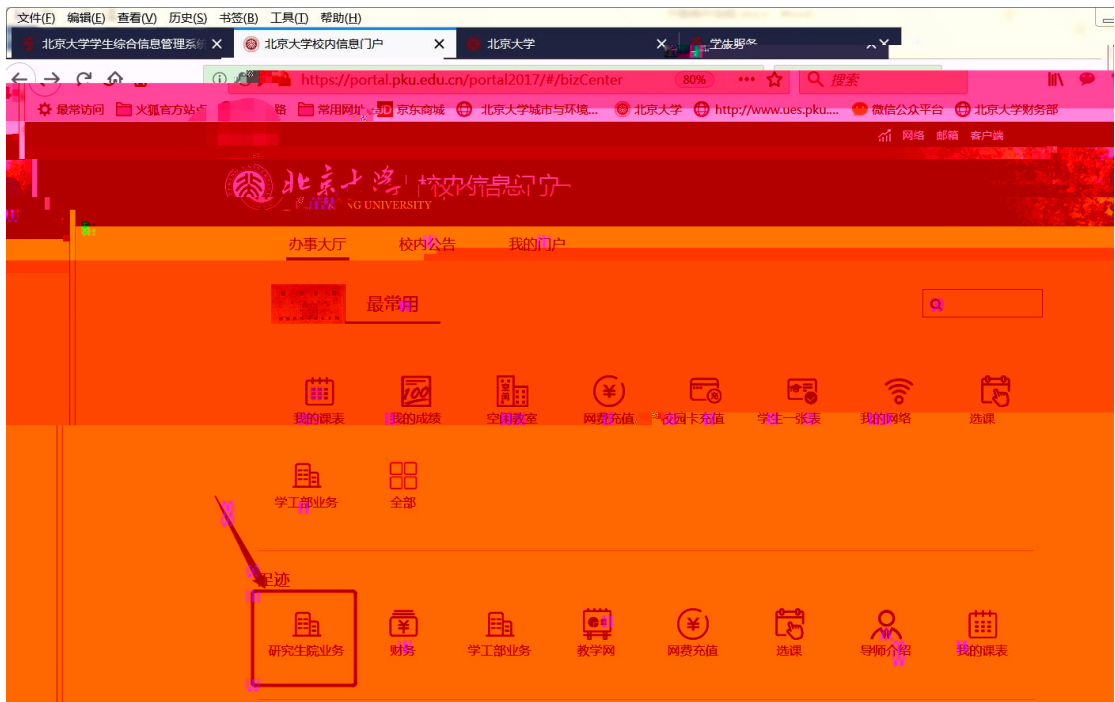 文件(F) 编辑(E) 查看(V) 历史(S) 书签(B) 工具(T) 帮助(H)
北京大学学生综合信息管理系统 × 北京大学校内信息门户 × 北京大学 ×
https://portal.pku.edu.cn/portal2017/#/bizCenter 80% 搜索
最常访问 火狐官方站点 常用网址 JD 京东商城 北京大学城市与环境... 北京大学 http://www.ues.pku.... 微信公众平台 北京大学财务部
网络 邮箱 客户端
北京大学 校内信息门户
UNIVERSITY
办事大厅 校内公告 我的门户
最常用
我的课表 我的成绩 空闲教室 网费充值 校园卡充值 学生一张表 我的网络 选课
学工部业务 全部
足迹
研究生院业务 财务 学工部业务 教学网 网费充值 选课 导师介绍 我的课表